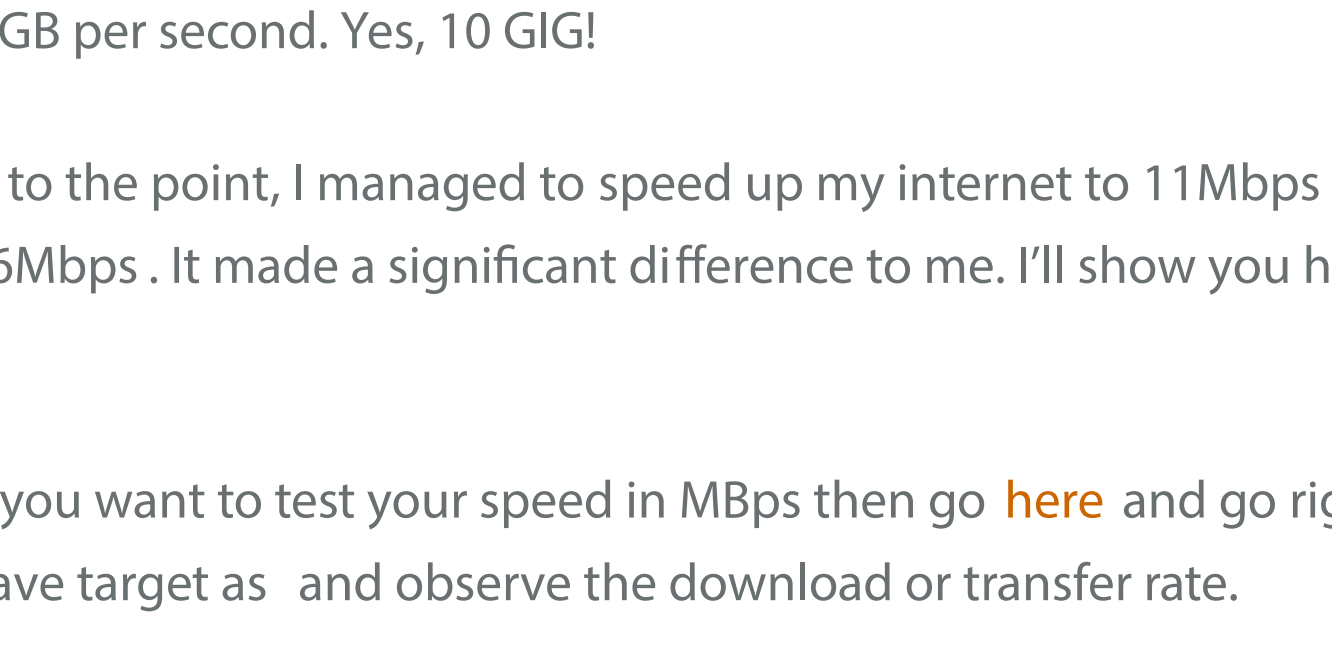 GB per second. Yes, 10 GIG!
to the point, I managed to speed up my internet to 11Mbps
6Mbps . It made a significant difference to me. I’ll show you h
you want to test your speed in MBps then go here and go rig
ave target as and observe the download or transfer rate.